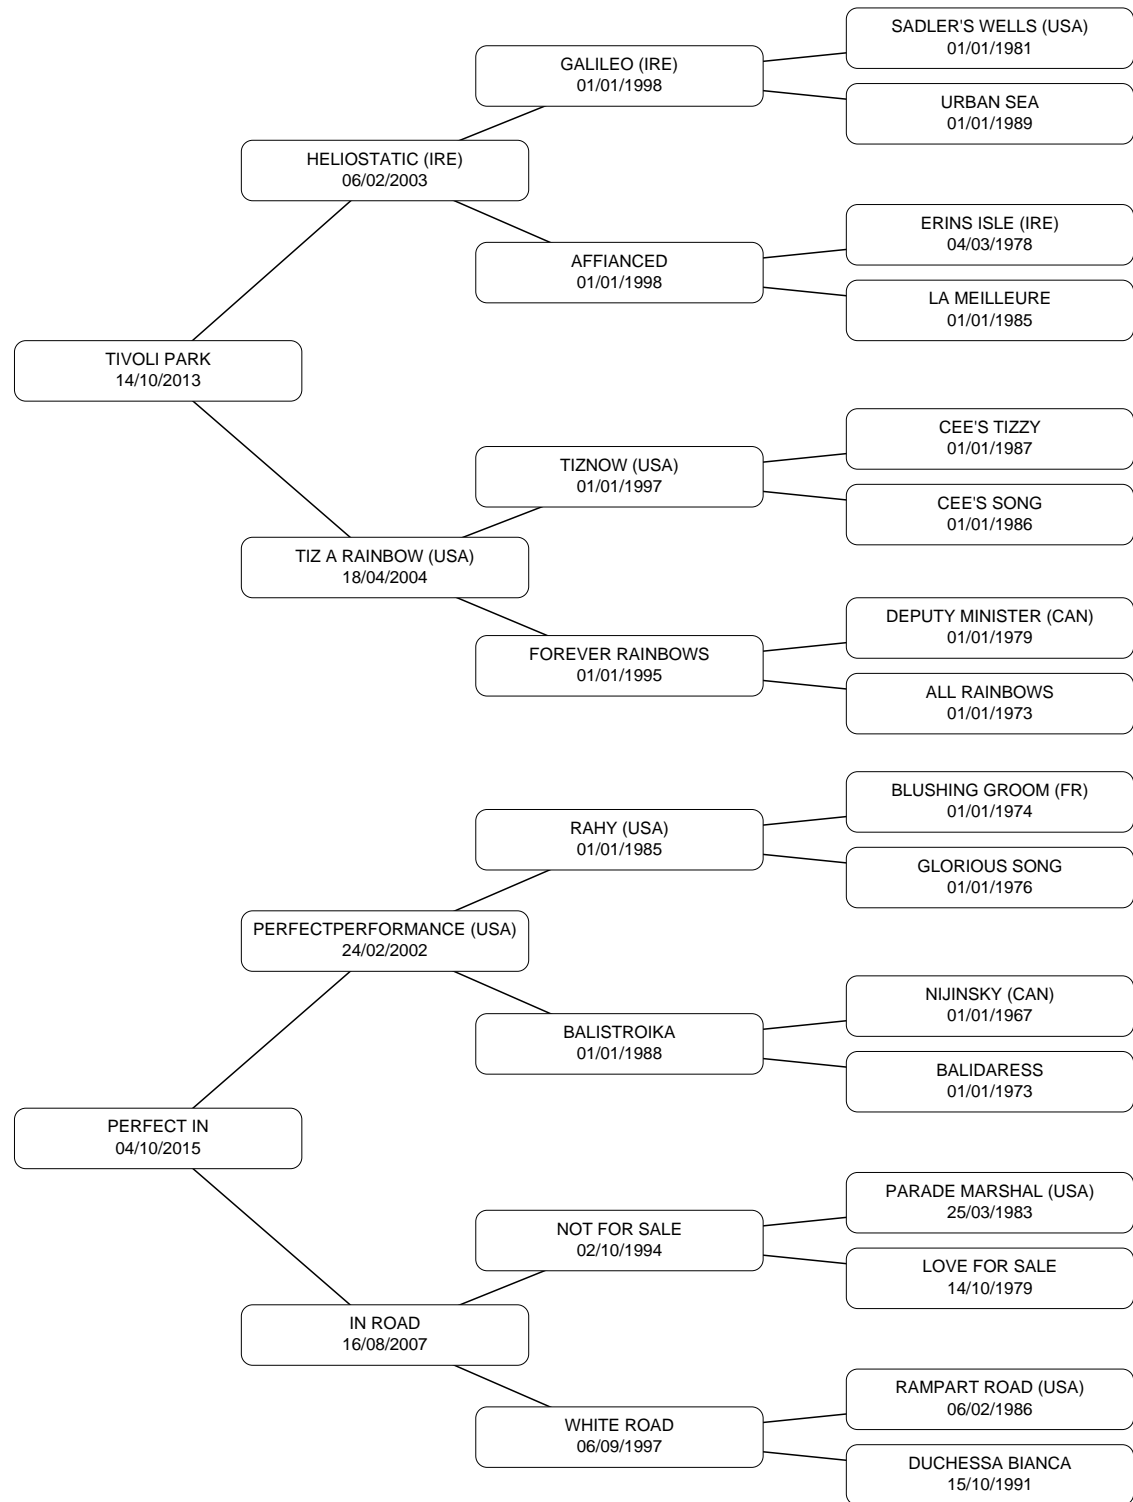 SADLER'S WELLS (USA)
01/01/1981
GALILEO (IRE)
01/01/1998
URBAN SEA
01/01/1989
HELIOSTATIC (IRE)
06/02/2003
ERINS ISLE (IRE)
04/03/1978
AFFIANCED
01/01/1998
LA MEILLEURE
01/01/1985
TIVOLI PARK
14/10/2013
CEE'S TIZZY
01/01/1987
TIZNOW (USA)
01/01/1997
CEE'S SONG
01/01/1986
TIZ A RAINBOW (USA)
18/04/2004
DEPUTY MINISTER (CAN)
01/01/1979
FOREVER RAINBOWS
01/01/1995
ALL RAINBOWS
01/01/1973
BLUSHING GROOM (FR)
01/01/1974
RAHY (USA)
01/01/1985
GLORIOUS SONG
01/01/1976
PERFECTPERFORMANCE (USA)
24/02/2002
NIJINSKY (CAN)
01/01/1967
BALISTROIKA
01/01/1988
BALIDARESS
01/01/1973
PERFECT IN
04/10/2015
PARADE MARSHAL (USA)
25/03/1983
NOT FOR SALE
02/10/1994
LOVE FOR SALE
14/10/1979
IN ROAD
16/08/2007
RAMPART ROAD (USA)
06/02/1986
WHITE ROAD
06/09/1997
DUCHESSA BIANCA
15/10/1991